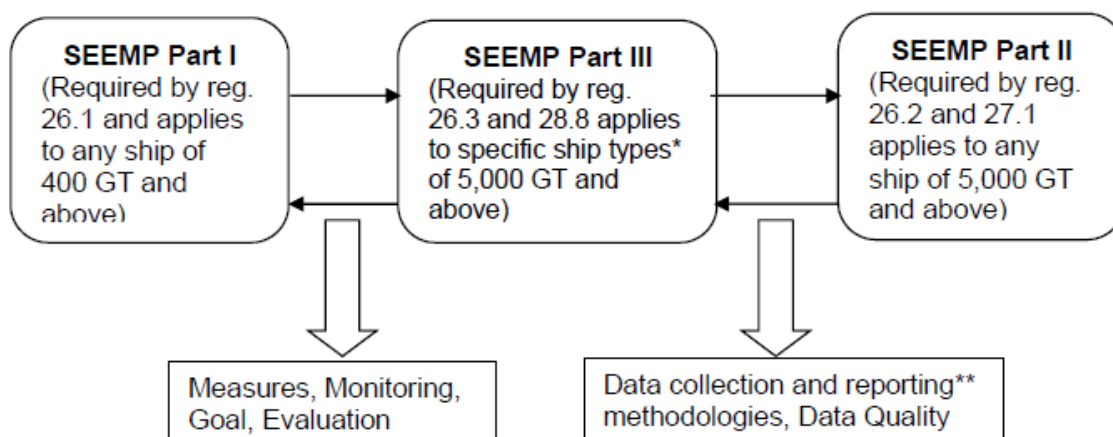 SEEMP Part I
(Required by reg.
26.1 and applies
to any ship of
400 GT and
above)
SEEMP Part III
(Required by reg.
26.3 and 28.8 applies
to specific ship types*
of 5,000 GT and
above)
SEEMP Part II
(Required by reg.
26.2 and 27.1
applies to any
ship of 5,000 GT
and above)
Measures, Monitoring,
Goal, Evaluation
Data collection and reporting**
methodologies, Data Quality